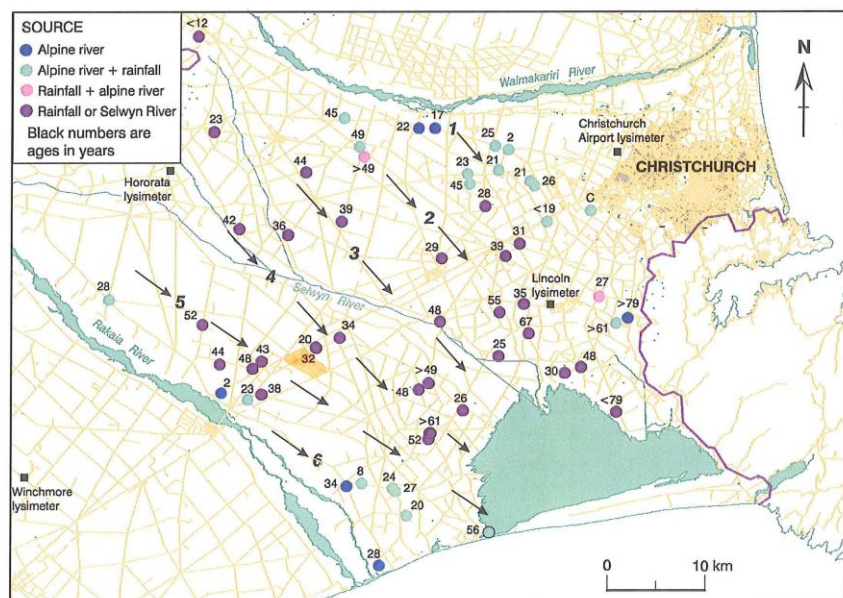 SOURCE
Alpine river
Alpine river + rainfall
Rainfall + alpine river
Rainfall or Selwyn River
Black numbers are
ages in years
<12
Waimakariri River
N
23
45
49
>49
22
17
1
25
2
Christchurch
Airport lysimeter
CHRISTCHURCH
Hororata
lysimeter
44
23
21
45
21
26
28
C
<19
42
36
39
2
3
29
39
31
4
Selwyn River
28
5
52
Rakaia River
48
55
35
Lincoln
lysimeter
27
>79
>61
67
20
34
32
44
48
43
25
30
48
2
23
38
>49
48
26
<79
>61
52
6
Winchmore
lysimeter
34
8
24
27
20
56
28
0
10 km